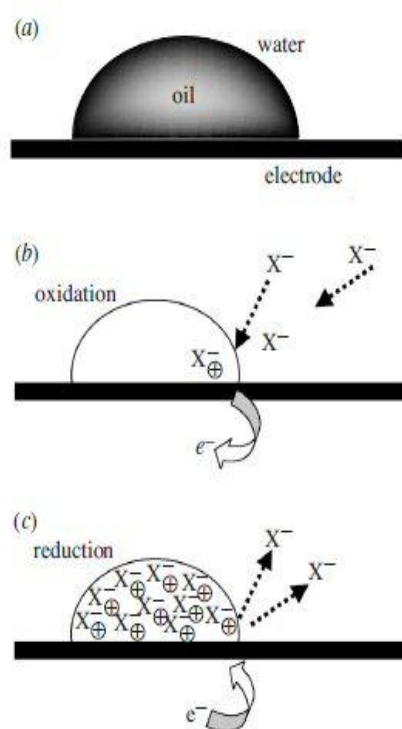 (a)
water
oil
electrode
(b)
X⁻ X⁻
oxidation
X⁻
X⁻
⊕
e⁻
(c)
X⁻
reduction
X⁻ X⁻ X⁻ X⁻
⊕ ⊕ ⊕
X⁻ X⁻ X⁻ X⁻
⊕ ⊕ ⊕ ⊕
X⁻ X⁻ X⁻
⊕ ⊕ ⊕
e⁻